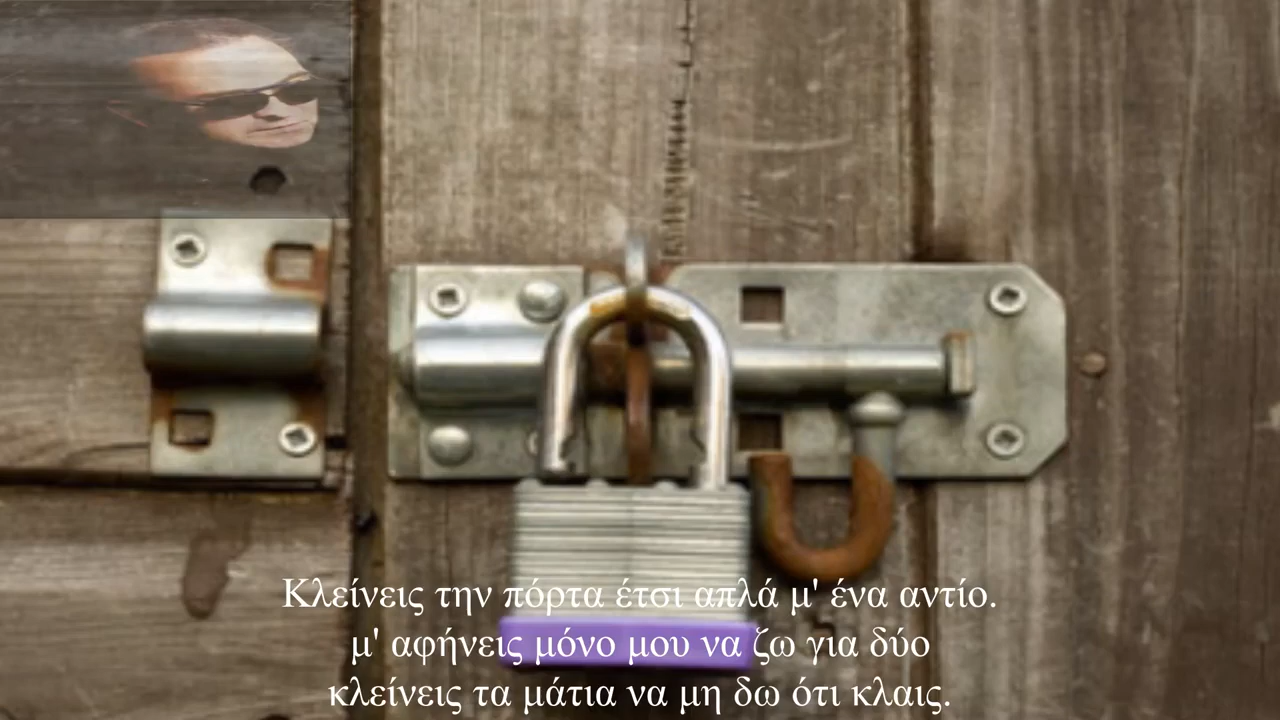 Κλείνεις την πόρτα έτσι απλά μ' ένα αντίο.
μ' αφήνεις μόνο μου να ζω για δύο
κλείνεις τα μάτια να μη δω ότι κλαις.